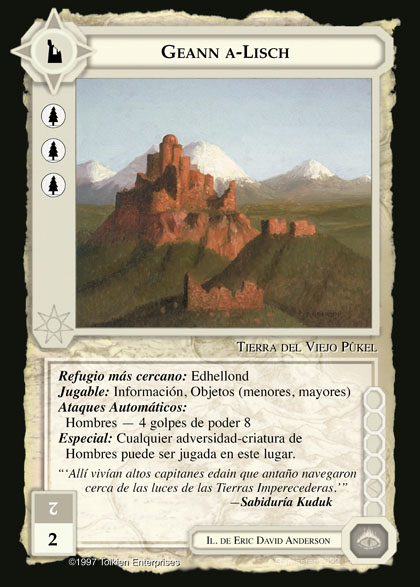 Geann a-Lisch
Tierra del Viejo Púkel
Refugio más cercano: Edhellond
Jugable: Información, Objetos (menores, mayores)
Ataques Automáticos:
Hombres — 4 golpes de poder 8
Especial: Cualquier adversidad-criatura de
Hombres puede ser jugada en este lugar.
“‘Allí vivían altos capitanes edain que antaño navegaron
cerca de las luces de las Tierras Imperecederas.’”
—Sabiduría Kuduk
2
2
Il. de Eric David Anderson
©1997 Tolkien Enterprises